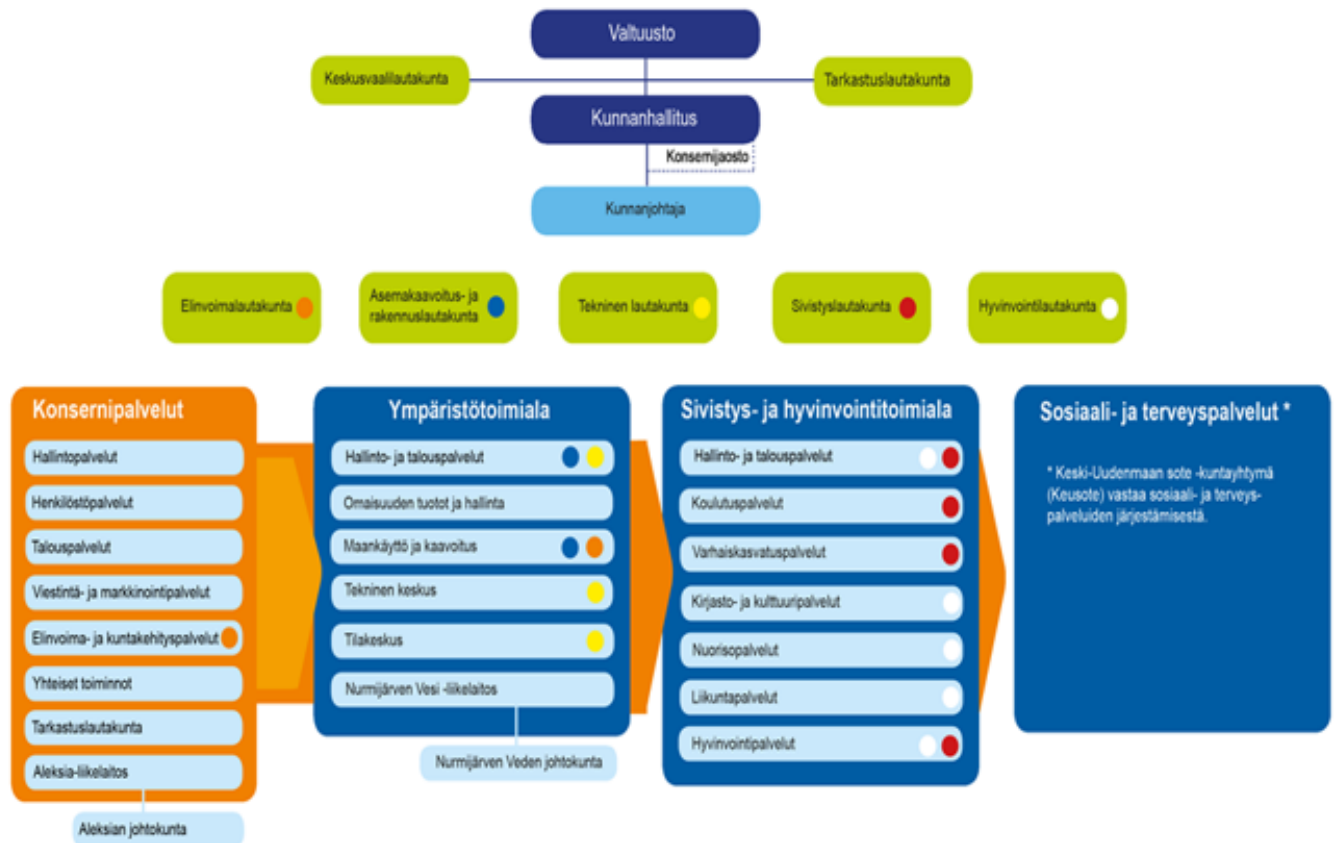 Valtuusto
Keskusvaalilautakunta
Tarkastuslautakunta
Kunnanhallitus
Konsernijaosto
Kunnanjohtaja
Elinvoimalautakunta
Asemakaavoitus- ja
rakennuslautakunta
Tekninen lautakunta
Sivistyslautakunta
Hyvinvointilautakunta
Konsernipalvelut
Hallintopalvelut
Henkilöstöpalvelut
Talouspalvelut
Viestintä- ja markkinointipalvelut
Elinvoima- ja kuntakehityspalvelut
Yhteiset toiminnot
Tarkastuslautakunta
Aleksia-liikelaitos
Aleksian johtokunta
Ympäristötoimiala
Hallinto- ja talouspalvelut
Omaisuuden tuotot ja hallinta
Maankäyttö ja kaavoitus
Tekninen keskus
Tilakeskus
Nurmijärven Vesi -liikelaitos
Nurmijärven Veden johtokunta
Sivistys- ja hyvinvointitoimiala
Hallinto- ja talouspalvelut
Koulutuspalvelut
Varhaiskasvatuspalvelut
Kirjasto- ja kulttuuripalvelut
Nuorisopalvelut
Liikuntapalvelut
Hyvinvointipalvelut
Sosiaali- ja terveyspalvelut *
* Keski-Uudenmaan sote -kuntayhtymä
(Keusote) vastaa sosiaali- ja terveys-
palveluiden järjestämisestä.